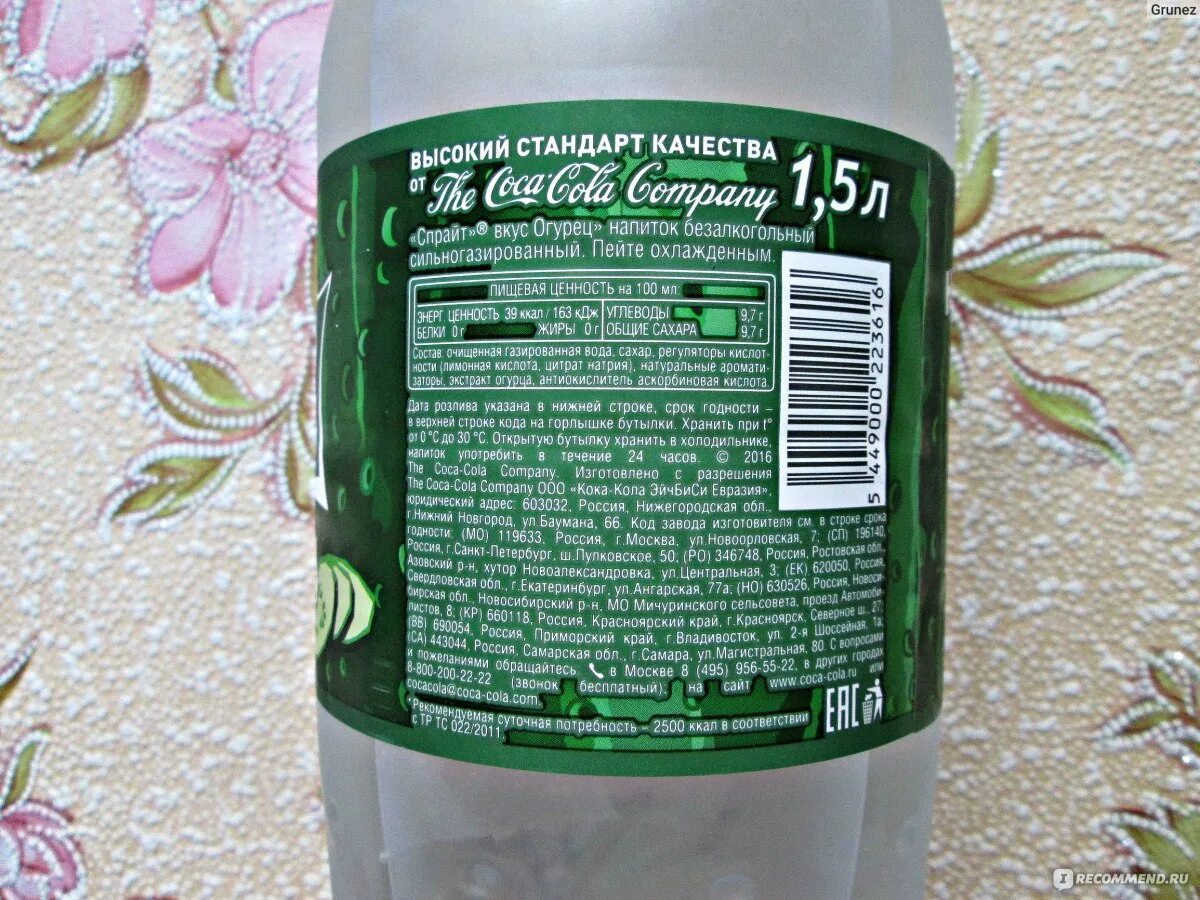 Grunez
ВЫСОКИЙ СТАНДАРТ КАЧЕСТВА
от The Coca-Cola Company 1,5 л
«Спрайт»® вкус Огурец» напиток безалкогольный
сильногазированный. Пейте охлажденным.
ПИЩЕВАЯ ЦЕННОСТЬ на 100 мл
ЭНЕРГ. ЦЕННОСТЬ 39 ккал / 163 кДж УГЛЕВОДЫ 9,7 г
БЕЛКИ 0 г ЖИРЫ 0 г ОБЩИЕ САХАРА 9,7 г
Состав: очищенная газированная вода, сахар, регуляторы кислот-
ности (лимонная кислота, цитрат натрия), натуральные аромати-
заторы, экстракт огурца, антиокислитель аскорбиновая кислота.
5 449000 223616
Дата розлива указана в нижней строке, срок годности –
в верхней строке кода на горлышке бутылки. Хранить при t°
от 0 °С до 30 °С. Открытую бутылку хранить в холодильнике,
напиток употребить в течение 24 часов. © 2016
The Coca-Cola Company. Изготовлено с разрешения
The Coca-Cola Company ООО «Кока-Кола ЭйчБиСи Евразия»,
юридический адрес: 603032, Россия, Нижегородская обл.,
г.Нижний Новгород, ул.Баумана, 66. Код завода изготовителя см. в строке срока
годности: (МО) 119633, Россия, г.Москва, ул.Новоорловская, 7; (СП) 196140,
Россия, г.Санкт-Петербург, ш.Пулковское, 50; (РО) 346748, Россия, Ростовская обл.,
Азовский р-н, хутор Новоалександровка, ул.Центральная, 3; (ЕК) 620050, Россия,
Свердловская обл., г.Екатеринбург, ул.Ангарская, 77а; (НО) 630526, Россия, Новоси-
бирская обл., Новосибирский р-н, МО Мичуринского сельсовета, проезд Автомоби-
листов, 8; (КР) 660118, Россия, Красноярский край, г.Красноярск, Северное ш., 27;
(ВВ) 690054, Россия, Приморский край, г.Владивосток, ул. 2-я Шоссейная, 1а;
(СА) 443044, Россия, Самарская обл., г.Самара, ул.Магистральная, 80. С вопросами
и пожеланиями обращайтесь: в Москве 8 (495) 956-55-22, в других городах
8-800-200-22-22 (звонок бесплатный); на сайт www.coca-cola.ru или
cocacola@coca-cola.com
*Рекомендуемая суточная потребность – 2500 ккал в соответствии
с ТР ТС 022/2011.
EAC
IRECOMMEND.RU